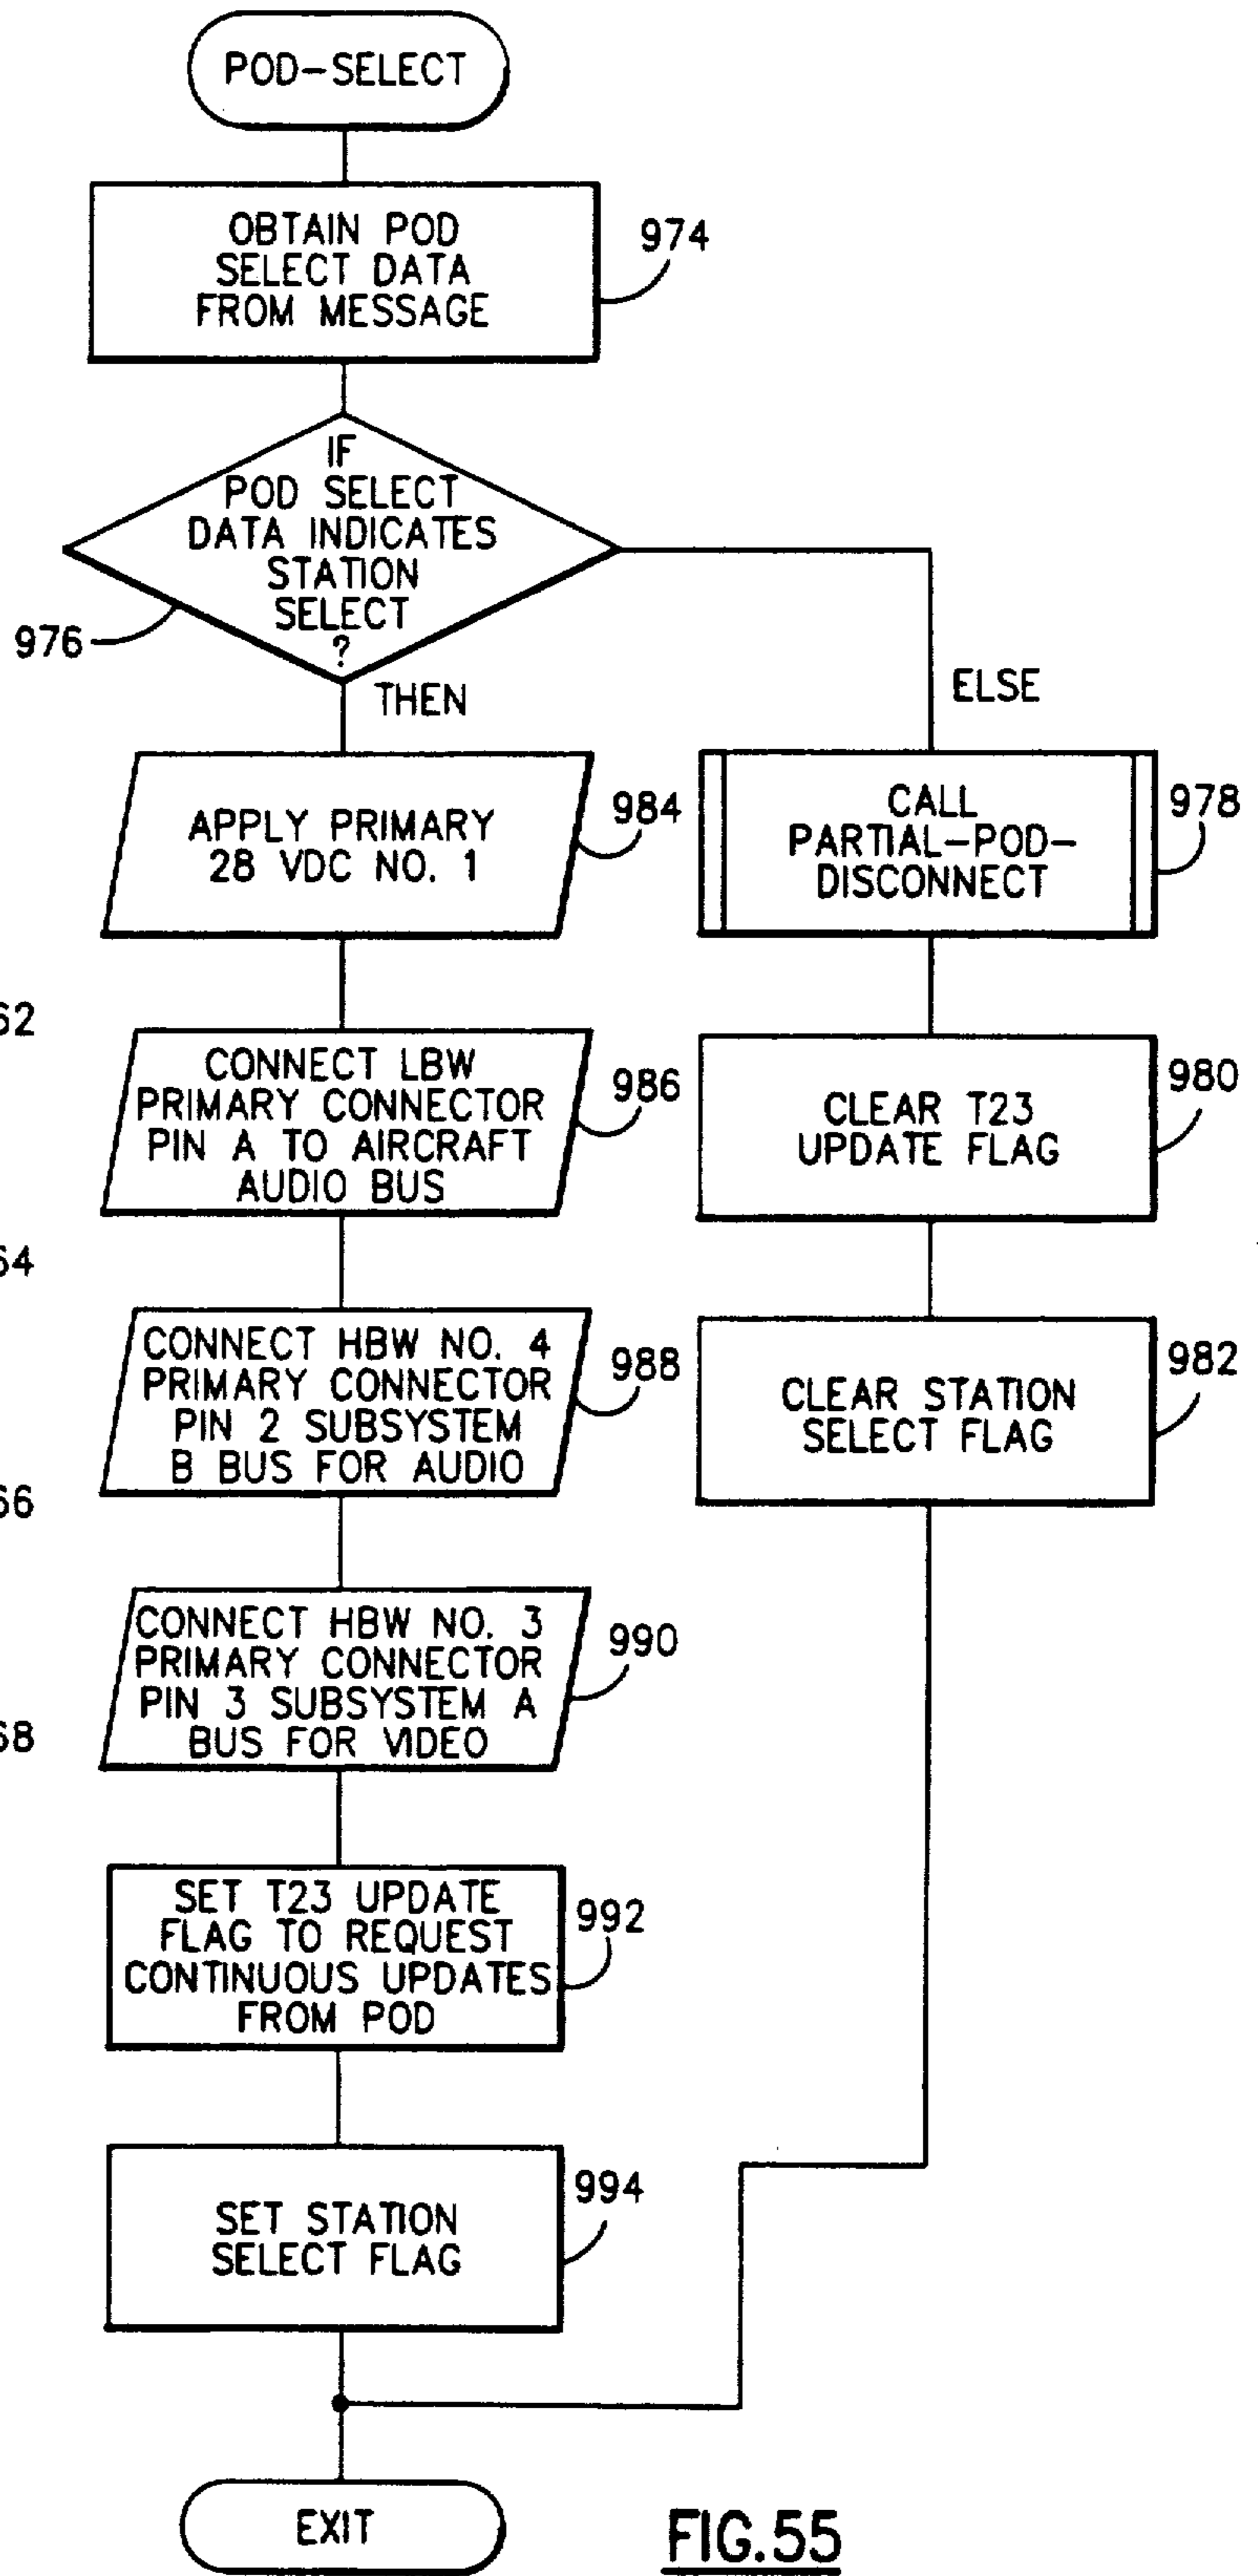 POD-SELECT
OBTAIN POD
SELECT DATA
FROM MESSAGE
974
IF
POD SELECT
DATA INDICATES
STATION
SELECT
?
976
THEN
ELSE
APPLY PRIMARY
28 VDC NO. 1
984
CALL
PARTIAL-POD-
DISCONNECT
978
62
CONNECT LBW
PRIMARY CONNECTOR
PIN A TO AIRCRAFT
AUDIO BUS
986
CLEAR T23
UPDATE FLAG
980
64
CONNECT HBW NO. 4
PRIMARY CONNECTOR
PIN 2 SUBSYSTEM
B BUS FOR AUDIO
988
CLEAR STATION
SELECT FLAG
982
66
CONNECT HBW NO. 3
PRIMARY CONNECTOR
PIN 3 SUBSYSTEM A
BUS FOR VIDEO
990
68
SET T23 UPDATE
FLAG TO REQUEST
CONTINUOUS UPDATES
FROM POD
992
SET STATION
SELECT FLAG
994
EXIT
FIG.55